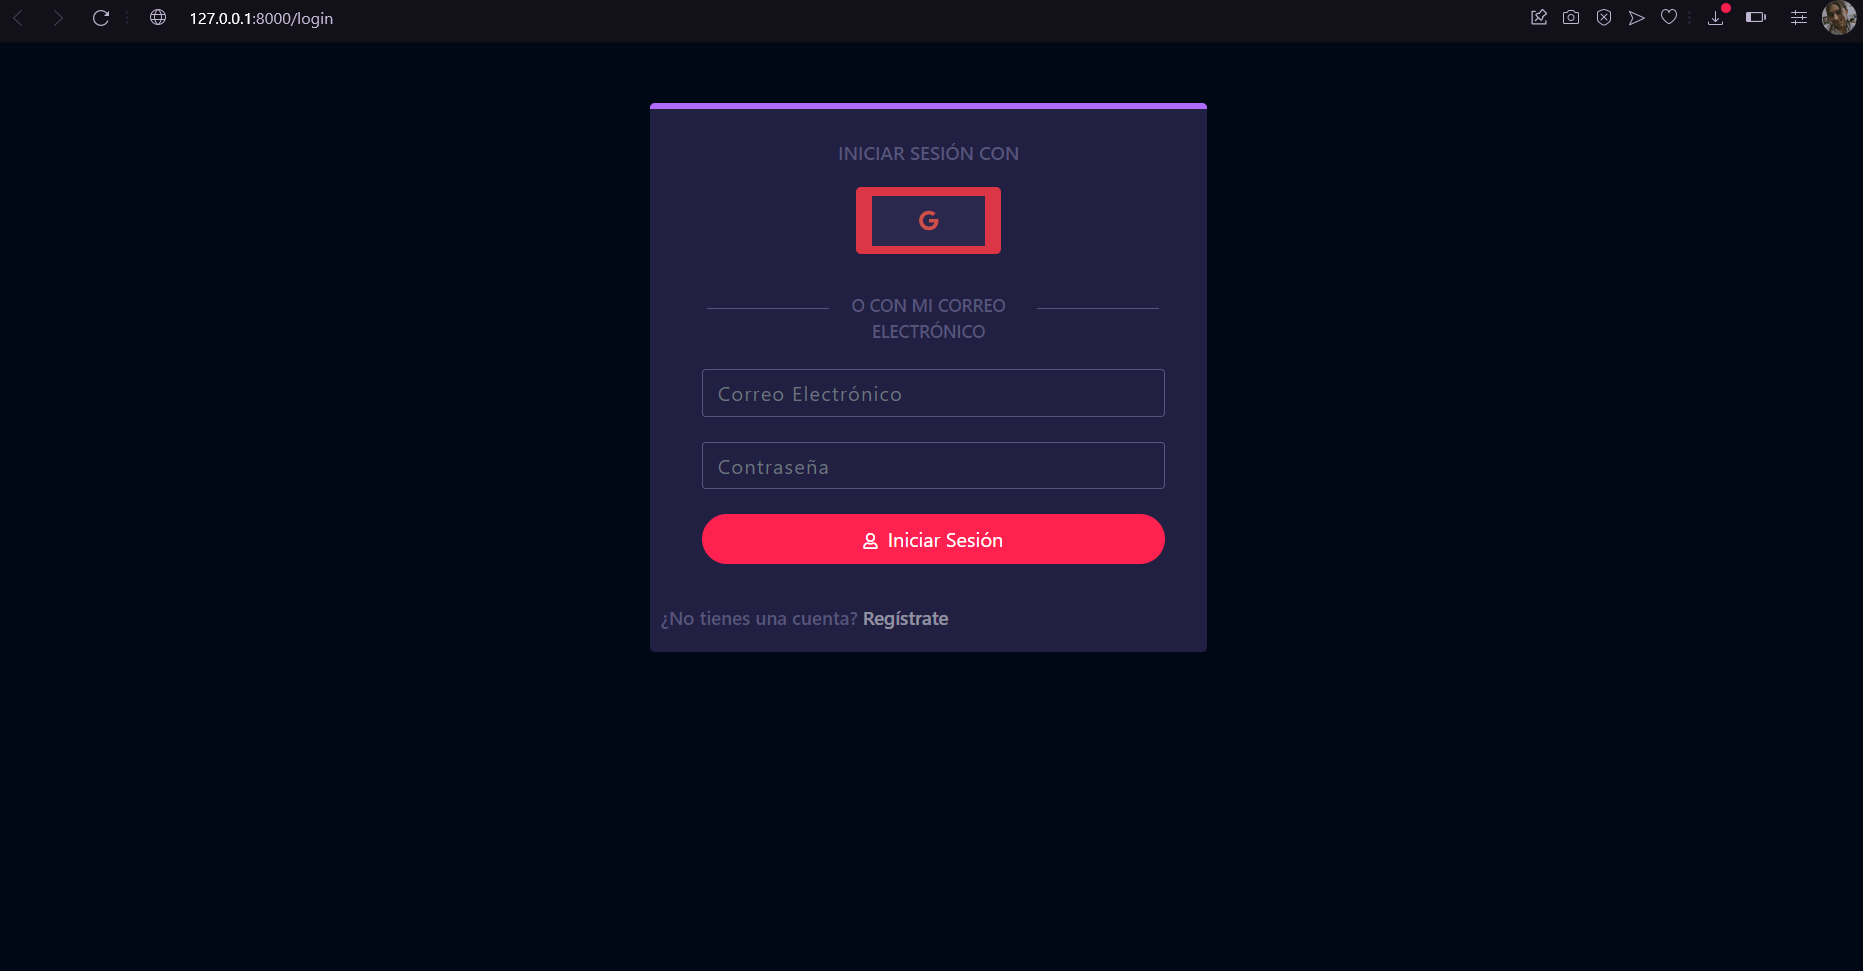 127.0.0.1:8000/login
INICIAR SESIÓN CON
G
O CON MI CORREO
ELECTRÓNICO
Correo Electrónico
Contraseña
Iniciar Sesión
¿No tienes una cuenta? Regístrate